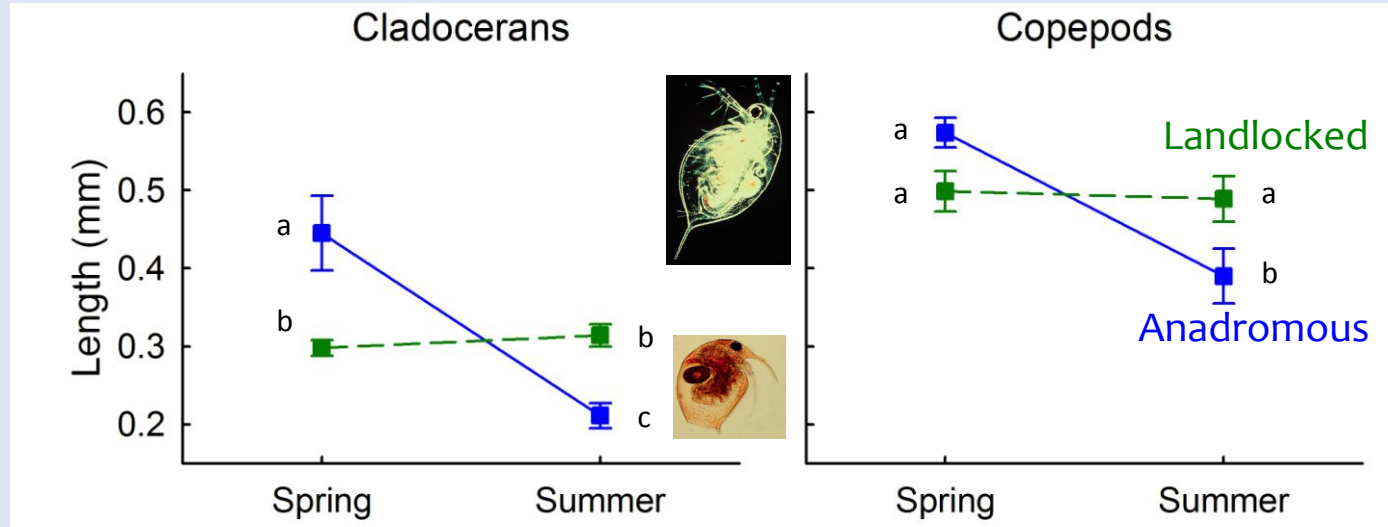 Cladocerans
Copepods
Length (mm)
0.6
0.5
0.4
0.3
0.2
a
b
b
c
Spring
Summer
a
a
a
b
Landlocked
Anadromous
Spring
Summer